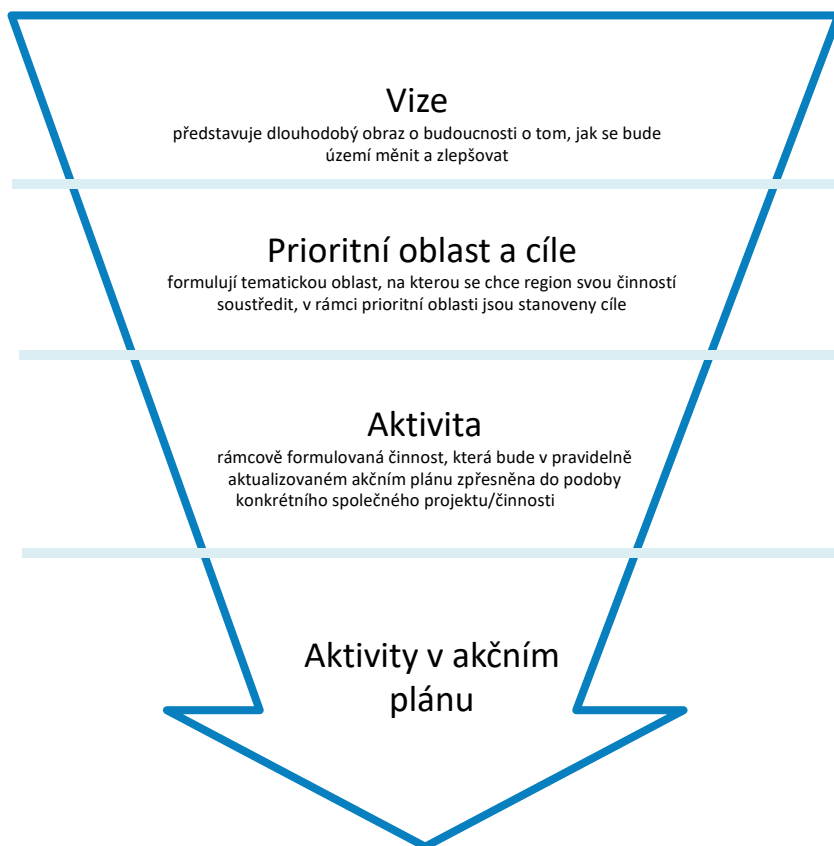 Vize
představuje dlouhodobý obraz o budoucnosti o tom, jak se bude
území měnit a zlepšovat
Prioritní oblast a cíle
formulují tematickou oblast, na kterou se chce region svou činností
soustředit, v rámci prioritní oblasti jsou stanoveny cíle
Aktivita
rámcově formulovaná činnost, která bude v pravidelně
aktualizovaném akčním plánu zpřesněna do podoby
konkrétního společného projektu/činnosti
Aktivity v akčním
plánu